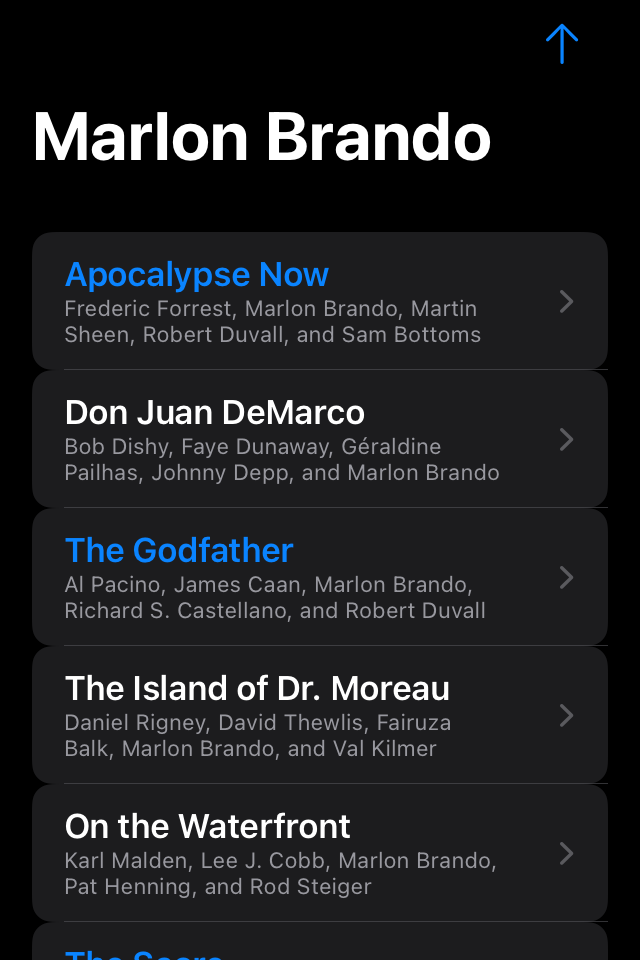 Marlon Brando
Apocalypse Now
Frederic Forrest, Marlon Brando, Martin
Sheen, Robert Duvall, and Sam Bottoms
Don Juan DeMarco
Bob Dishy, Faye Dunaway, Géraldine
Pailhas, Johnny Depp, and Marlon Brando
The Godfather
Al Pacino, James Caan, Marlon Brando,
Richard S. Castellano, and Robert Duvall
The Island of Dr. Moreau
Daniel Rigney, David Thewlis, Fairuza
Balk, Marlon Brando, and Val Kilmer
On the Waterfront
Karl Malden, Lee J. Cobb, Marlon Brando,
Pat Henning, and Rod Steiger
The Score